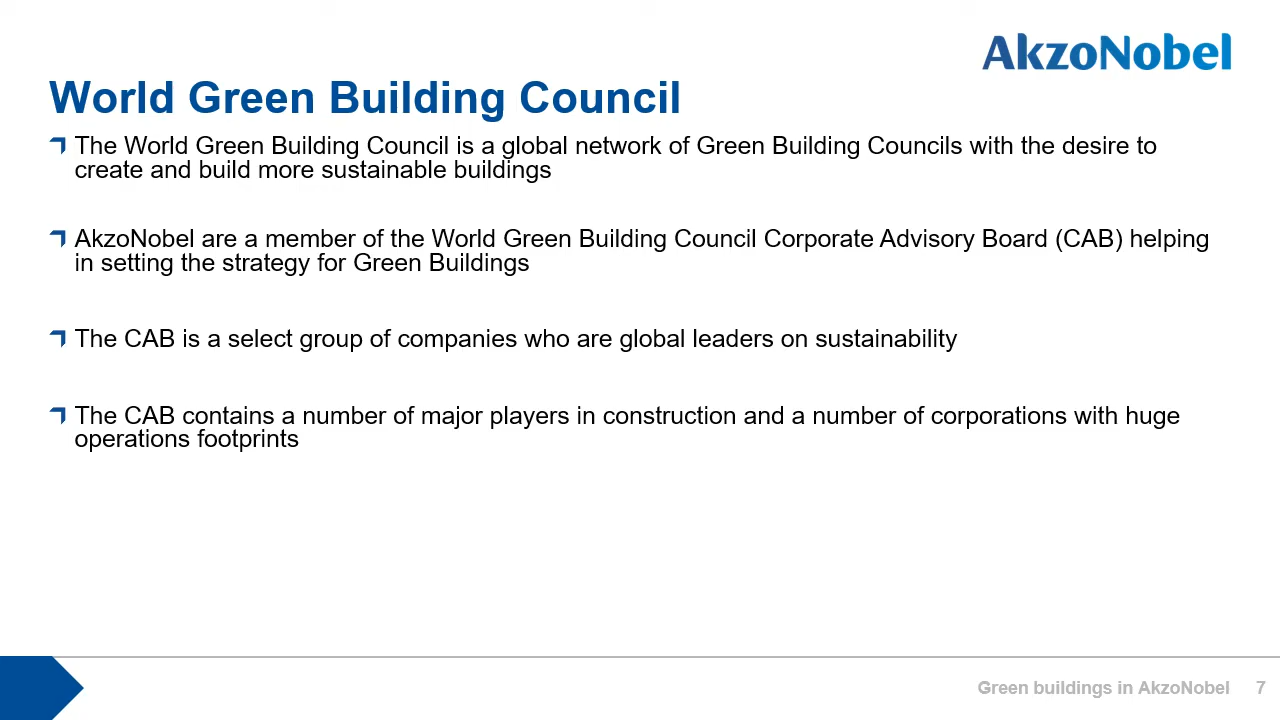 AkzoNobel
World Green Building Council
The World Green Building Council is a global network of Green Building Councils with the desire to
create and build more sustainable buildings
AkzoNobel are a member of the World Green Building Council Corporate Advisory Board (CAB) helping
in setting the strategy for Green Buildings
The CAB is a select group of companies who are global leaders on sustainability
The CAB contains a number of major players in construction and a number of corporations with huge
operations footprints
Green buildings in AkzoNobel 7